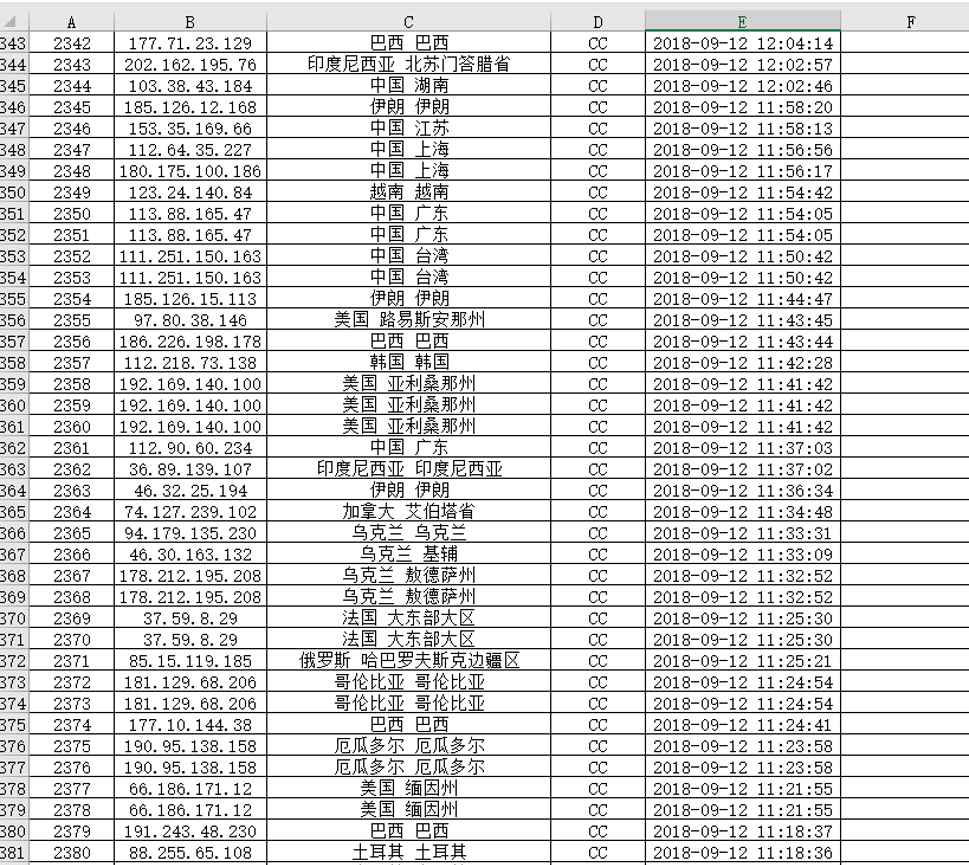 A B C D E F
343 2342 177.71.23.129 巴西 巴西 CC 2018-09-12 12:04:14
344 2343 202.162.195.76 印度尼西亚 北苏门答腊省 CC 2018-09-12 12:02:57
345 2344 103.38.43.184 中国 湖南 CC 2018-09-12 12:02:46
346 2345 185.126.12.168 伊朗 伊朗 CC 2018-09-12 11:58:20
347 2346 153.35.169.66 中国 江苏 CC 2018-09-12 11:58:13
348 2347 112.64.35.227 中国 上海 CC 2018-09-12 11:56:56
349 2348 180.175.100.186 中国 上海 CC 2018-09-12 11:56:17
350 2349 123.24.140.84 越南 越南 CC 2018-09-12 11:54:42
351 2350 113.88.165.47 中国 广东 CC 2018-09-12 11:54:05
352 2351 113.88.165.47 中国 广东 CC 2018-09-12 11:54:05
353 2352 111.251.150.163 中国 台湾 CC 2018-09-12 11:50:42
354 2353 111.251.150.163 中国 台湾 CC 2018-09-12 11:50:42
355 2354 185.126.15.113 伊朗 伊朗 CC 2018-09-12 11:44:47
356 2355 97.80.38.146 美国 路易斯安那州 CC 2018-09-12 11:43:45
357 2356 186.226.198.178 巴西 巴西 CC 2018-09-12 11:43:44
358 2357 112.218.73.138 韩国 韩国 CC 2018-09-12 11:42:28
359 2358 192.169.140.100 美国 亚利桑那州 CC 2018-09-12 11:41:42
360 2359 192.169.140.100 美国 亚利桑那州 CC 2018-09-12 11:41:42
361 2360 192.169.140.100 美国 亚利桑那州 CC 2018-09-12 11:41:42
362 2361 112.90.60.234 中国 广东 CC 2018-09-12 11:37:03
363 2362 36.89.139.107 印度尼西亚 印度尼西亚 CC 2018-09-12 11:37:02
364 2363 46.32.25.194 伊朗 伊朗 CC 2018-09-12 11:36:34
365 2364 74.127.239.102 加拿大 艾伯塔省 CC 2018-09-12 11:34:48
366 2365 94.179.135.230 乌克兰 乌克兰 CC 2018-09-12 11:33:31
367 2366 46.30.163.132 乌克兰 基辅 CC 2018-09-12 11:33:09
368 2367 178.212.195.208 乌克兰 敖德萨州 CC 2018-09-12 11:32:52
369 2368 178.212.195.208 乌克兰 敖德萨州 CC 2018-09-12 11:32:52
370 2369 37.59.8.29 法国 大东部大区 CC 2018-09-12 11:25:30
371 2370 37.59.8.29 法国 大东部大区 CC 2018-09-12 11:25:30
372 2371 85.15.119.185 俄罗斯 哈巴罗夫斯克边疆区 CC 2018-09-12 11:25:21
373 2372 181.129.68.206 哥伦比亚 哥伦比亚 CC 2018-09-12 11:24:54
374 2373 181.129.68.206 哥伦比亚 哥伦比亚 CC 2018-09-12 11:24:54
375 2374 177.10.144.38 巴西 巴西 CC 2018-09-12 11:24:41
376 2375 190.95.138.158 厄瓜多尔 厄瓜多尔 CC 2018-09-12 11:23:58
377 2376 190.95.138.158 厄瓜多尔 厄瓜多尔 CC 2018-09-12 11:23:58
378 2377 66.186.171.12 美国 缅因州 CC 2018-09-12 11:21:55
379 2378 66.186.171.12 美国 缅因州 CC 2018-09-12 11:21:55
380 2379 191.243.48.230 巴西 巴西 CC 2018-09-12 11:18:37
381 2380 88.255.65.108 土耳其 土耳其 CC 2018-09-12 11:18:36